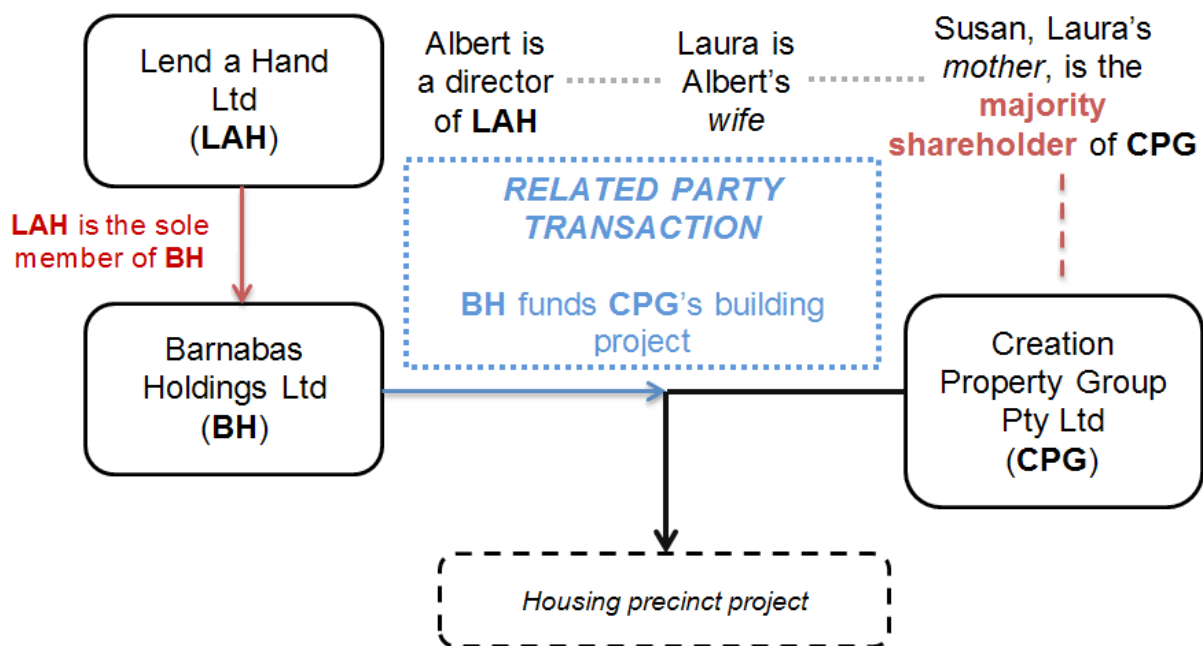 Lend a Hand
Ltd
(LAH)
Albert is
a director
of LAH
Laura is
Albert’s
wife
Susan, Laura’s
mother, is the
majority
shareholder of CPG
LAH is the sole
member of BH
RELATED PARTY
TRANSACTION
BH funds CPG’s building
project
Barnabas
Holdings Ltd
(BH)
Creation
Property Group
Pty Ltd
(CPG)
Housing precinct project